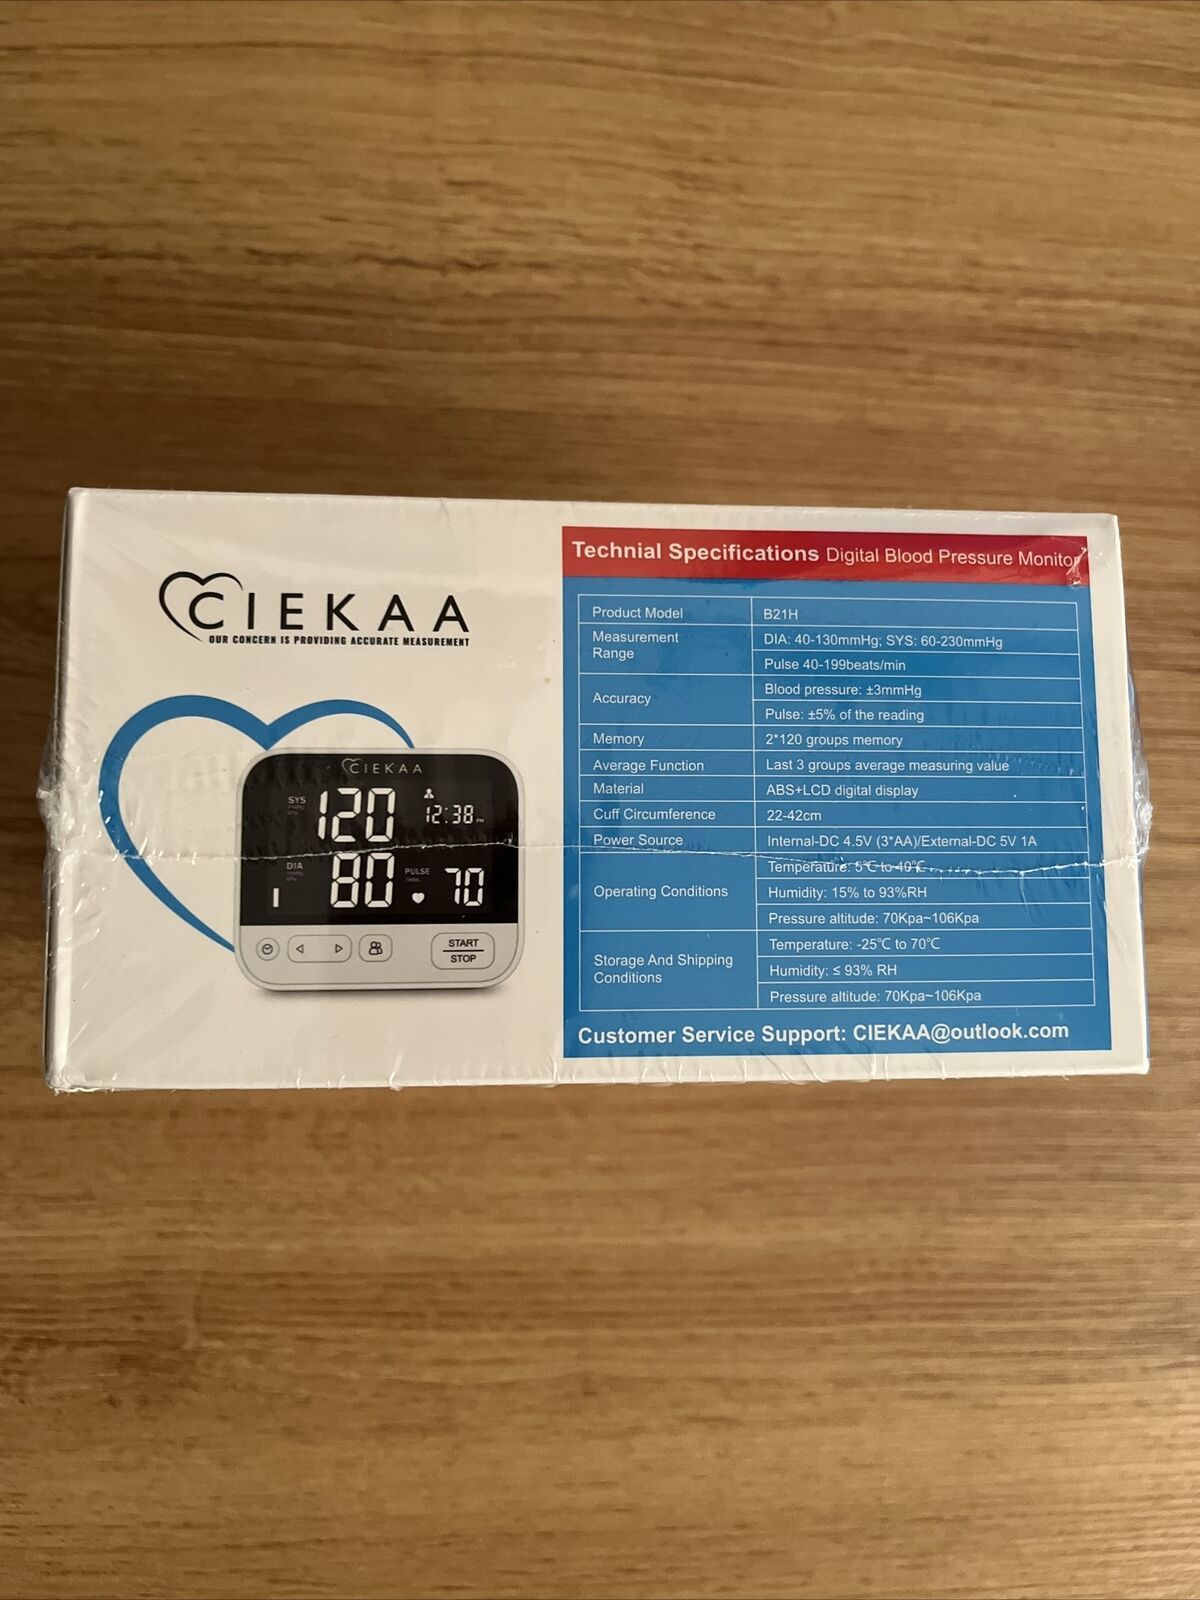 CIEKAA
OUR CONCERN IS PROVIDING ACCURATE MEASUREMENT
CIEKAA
SYS
mmHg
kPa
120
12:38 PM
DIA
mmHg
kPa
80
PULSE
/min.
70
START
STOP
Technial Specifications Digital Blood Pressure Monitor
Product Model B21H
Measurement Range DIA: 40-130mmHg; SYS: 60-230mmHg
Pulse 40-199beats/min
Accuracy Blood pressure: ±3mmHg
Pulse: ±5% of the reading
Memory 2*120 groups memory
Average Function Last 3 groups average measuring value
Material ABS+LCD digital display
Cuff Circumference 22-42cm
Power Source Internal-DC 4.5V (3*AA)/External-DC 5V 1A
Operating Conditions Temperature: 5℃ to 40℃
Humidity: 15% to 93%RH
Pressure altitude: 70Kpa~106Kpa
Storage And Shipping Conditions Temperature: -25℃ to 70℃
Humidity: ≤ 93% RH
Pressure altitude: 70Kpa~106Kpa
Customer Service Support: CIEKAA@outlook.com